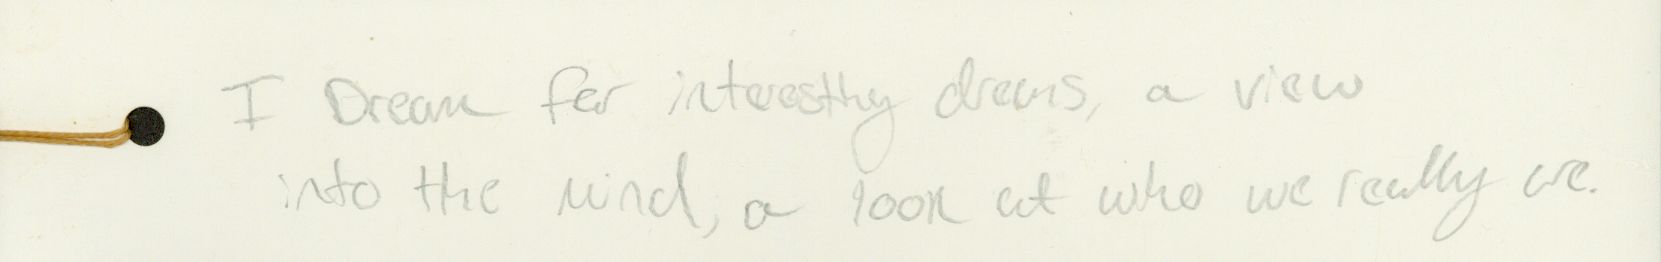 I Dream for interesting dreams, a view
into the mind, a look at who we really are.